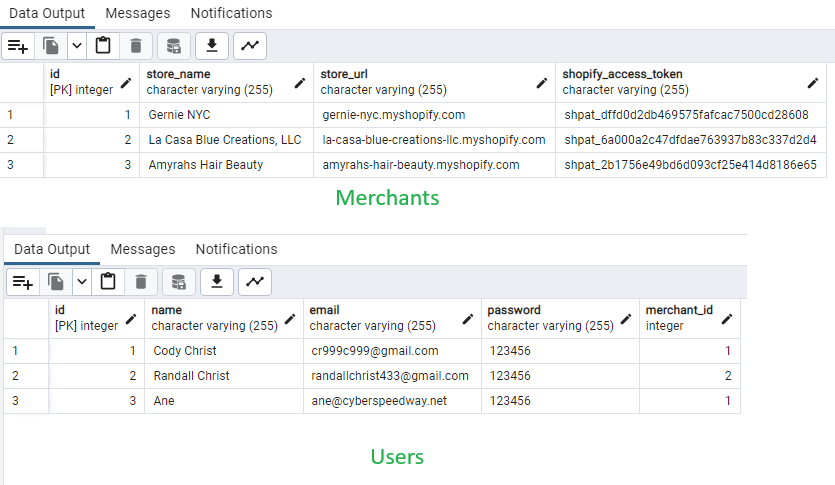 Data Output Messages Notifications
id store_name store_url shopify_access_token
[PK] integer character varying (255) character varying (255) character varying (255)
1 1 Gernie NYC gernie-nyc.myshopify.com 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
2 2 La Casa Blue Creations, LLC la-casa-blue-creations-llc.myshopify.com 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
3 3 Amyrahs Hair Beauty amyrahs-hair-beauty.myshopify.com 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
Merchants
Data Output Messages Notifications
id name email password merchant_id
[PK] integer character varying (255) character varying (255) character varying (255) integer
1 1 Cody Christ cr999c999@gmail.com 123456 1
2 2 Randall Christ randallchrist433@gmail.com 123456 2
3 3 Ane ane@cyberspeedway.net 123456 1
Users